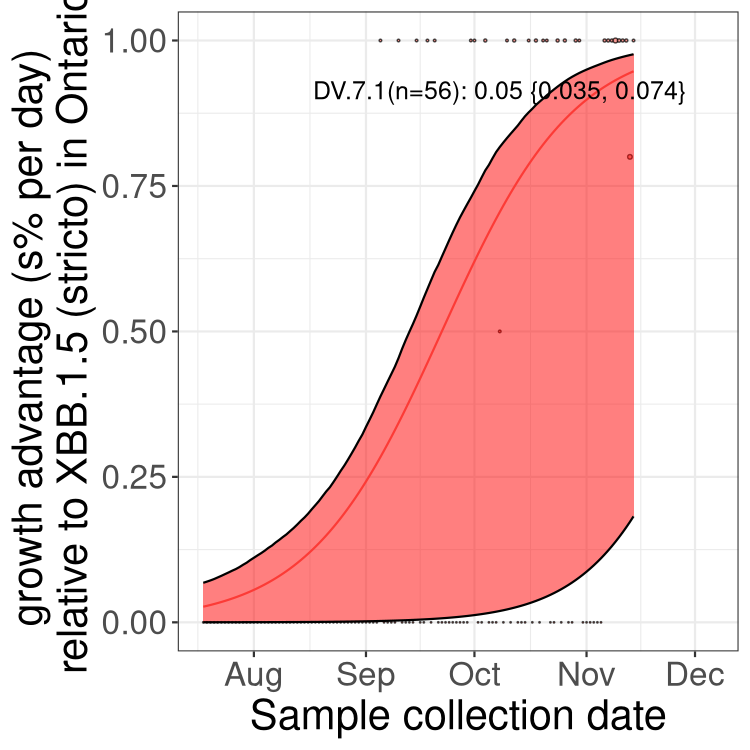 growth advantage (s% per day)
relative to XBB.1.5 (stricto) in Ontario
1.00
0.75
0.50
0.25
0.00
DV.7.1(n=56): 0.05 {0.035, 0.074}
Aug Sep Oct Nov Dec
Sample collection date